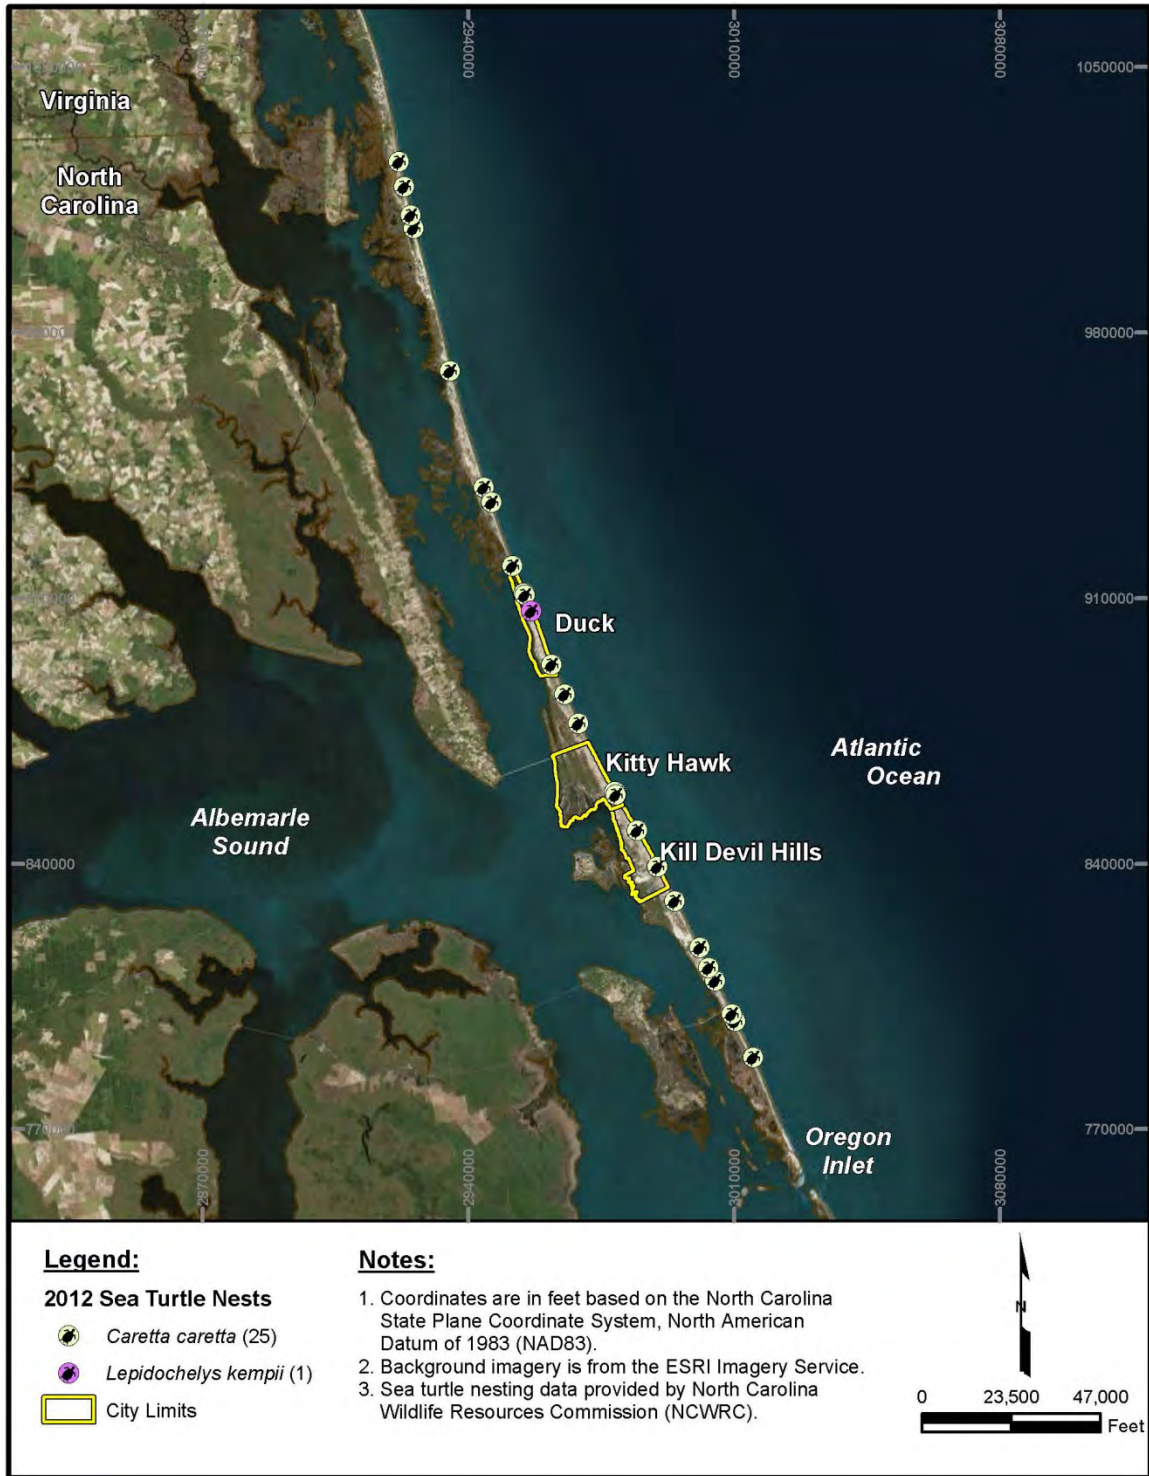 2940000
3010000
3080000
1050000
Virginia
North
Carolina
980000
910000
Duck
910000
Kitty Hawk
Atlantic
Ocean
Albemarle
Sound
Kill Devil Hills
840000
840000
770000
770000
Oregon
Inlet
2870000
2940000
3010000
3080000
Legend:
2012 Sea Turtle Nests
Caretta caretta (25)
Lepidochelys kempii (1)
City Limits
Notes:
1. Coordinates are in feet based on the North Carolina
State Plane Coordinate System, North American
Datum of 1983 (NAD83).
2. Background imagery is from the ESRI Imagery Service.
3. Sea turtle nesting data provided by North Carolina
Wildlife Resources Commission (NCWRC).
N
0 23,500 47,000
Feet